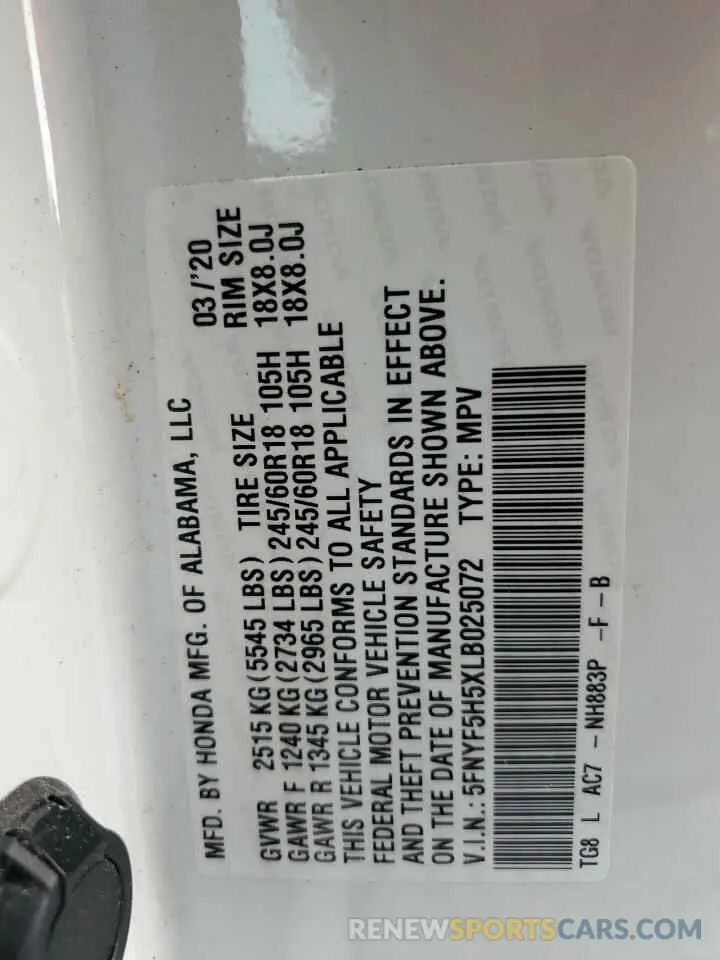 MFD. BY HONDA MFG. OF ALABAMA, LLC 03/'20
GVWR 2515 KG(5545 LBS) TIRE SIZE RIM SIZE
GAWR F 1240 KG(2734 LBS) 245/60R18 105H 18X8.0J
GAWR R 1345 KG(2965 LBS) 245/60R18 105H 18X8.0J
THIS VEHICLE CONFORMS TO ALL APPLICABLE
FEDERAL MOTOR VEHICLE SAFETY
AND THEFT PREVENTION STANDARDS IN EFFECT
ON THE DATE OF MANUFACTURE SHOWN ABOVE.
V.I.N.: 5FNYF5H5XLB025072 TYPE: MPV
TG8 L AC7 -NH883P -F-B
RENEWSPORTSCARS.COM